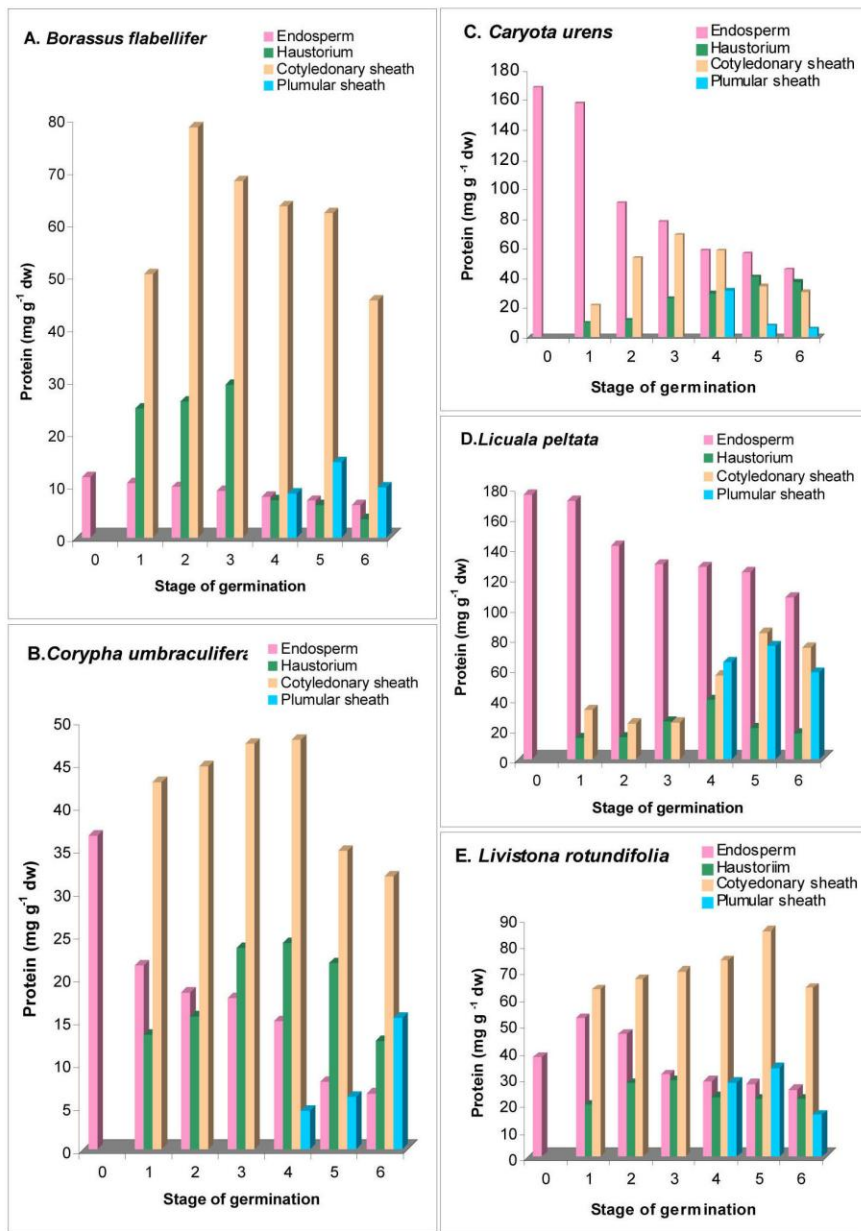 A. Borassus flabellifer
Endosperm
Haustorium
Cotyledonary sheath
Plumular sheath
Protein (mg g⁻¹ dw)
80
70
60
50
40
30
20
10
0
0 1 2 3 4 5 6
Stage of germination
B.Corypha umbraculifera
Endosperm
Haustorium
Cotyledonary sheath
Plumular sheath
Protein (mg g⁻¹ dw)
50
45
40
35
30
25
20
15
10
5
0
0 1 2 3 4 5 6
Stage of germination
C. Caryota urens
Endosperm
Haustorium
Cotyledonary sheath
Plumular sheath
Protein (mg g⁻¹ dw)
180
160
140
120
100
80
60
40
20
0
0 1 2 3 4 5 6
Stage of germination
D.Licuala peltata
Endosperm
Haustorium
Cotyledonary sheath
Plumular sheath
Protein (mg g⁻¹ dw)
180
160
140
120
100
80
60
40
20
0
0 1 2 3 4 5 6
Stage of germination
E. Livistona rotundifolia
Endosperm
Haustoriim
Cotyedonary sheath
Plumular sheath
Protein (mg g⁻¹ dw)
90
80
70
60
50
40
30
20
10
0
0 1 2 3 4 5 6
Stage of germination